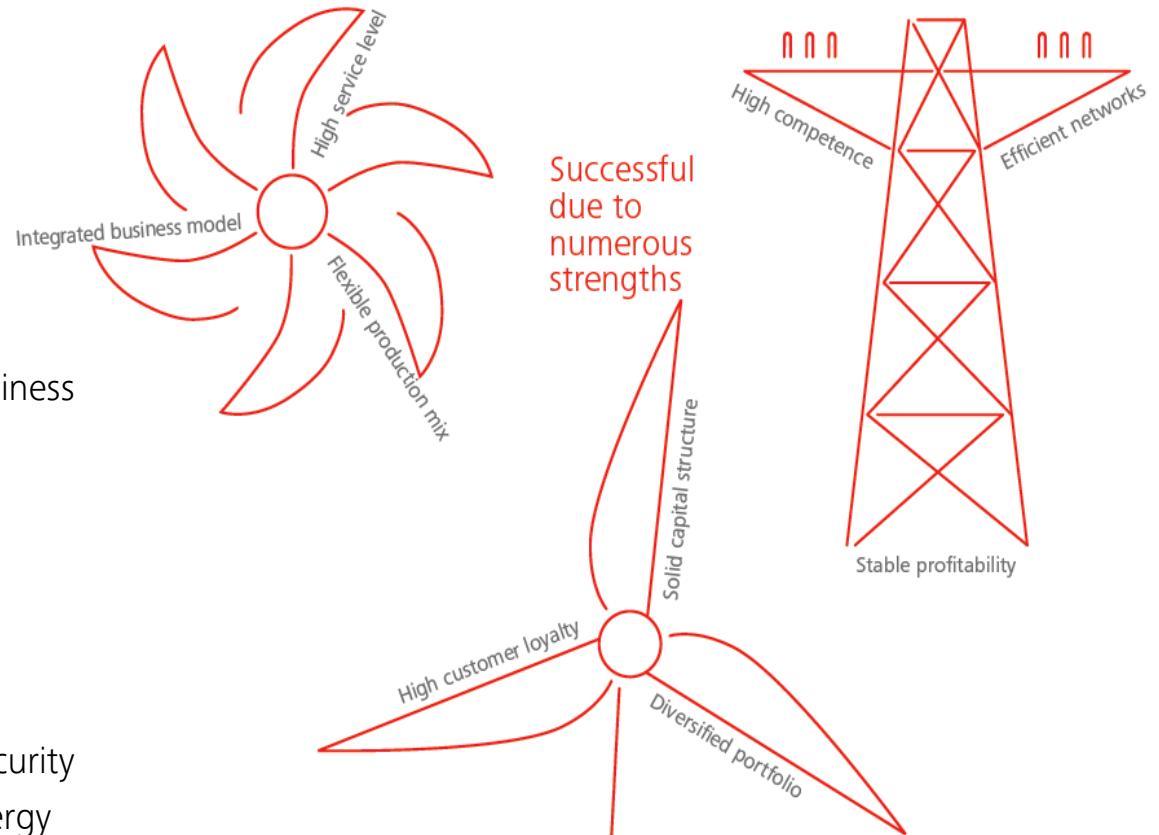 High service level
High competence
Efficient networks
Successful
due to
numerous
strengths
Integrated business model
Flexible production mix
iness
Solid capital structure
Stable profitability
High customer loyalty
Diversified portfolio
curity
ergy